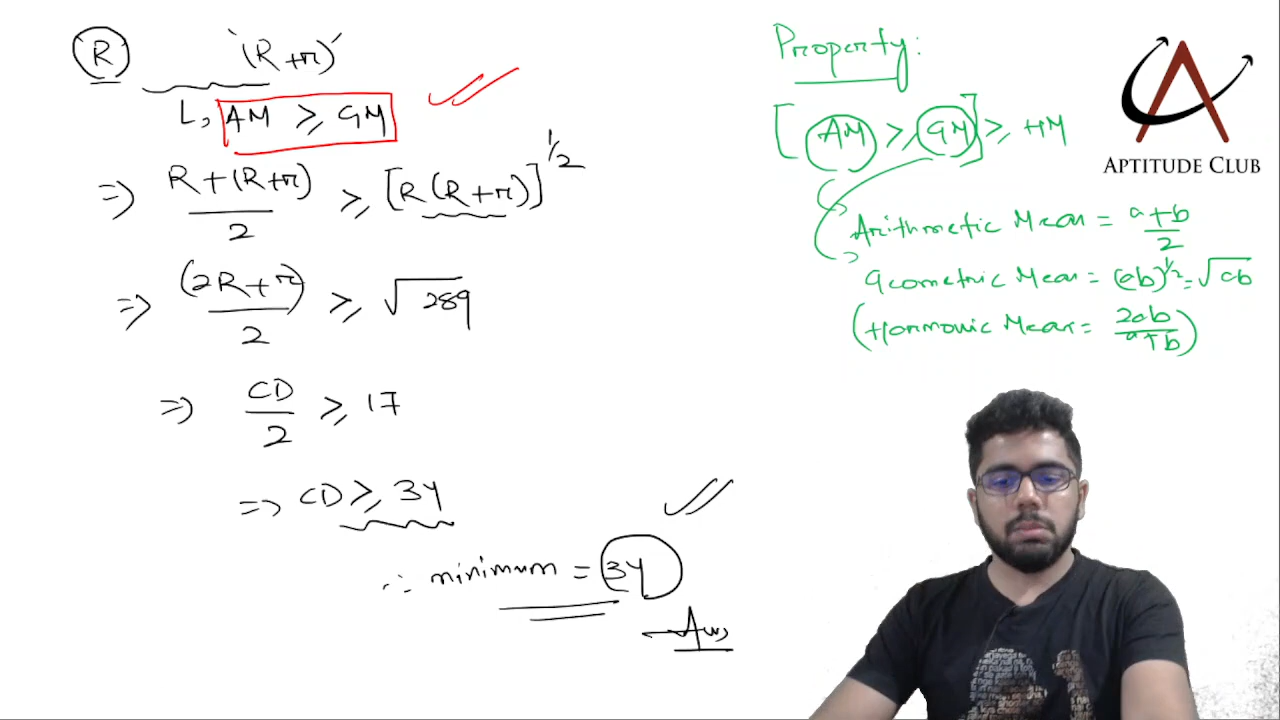 R (R+r)
L, AM ≥ GM
⇒ R+(R+r)/2 ≥ [R(R+r)]^1/2
⇒ (2R+r)/2 ≥ √289
⇒ CD/2 ≥ 17
⇒ CD ≥ 34
∴ minimum = 34
Ans
Property:
[AM ≥ GM] ≥ HM
Arithmetic Mean = a+b/2
Geometric Mean = (ab)^1/2 = √ab
(Harmonic Mean = 2ab/a+b)
APTITUDE CLUB